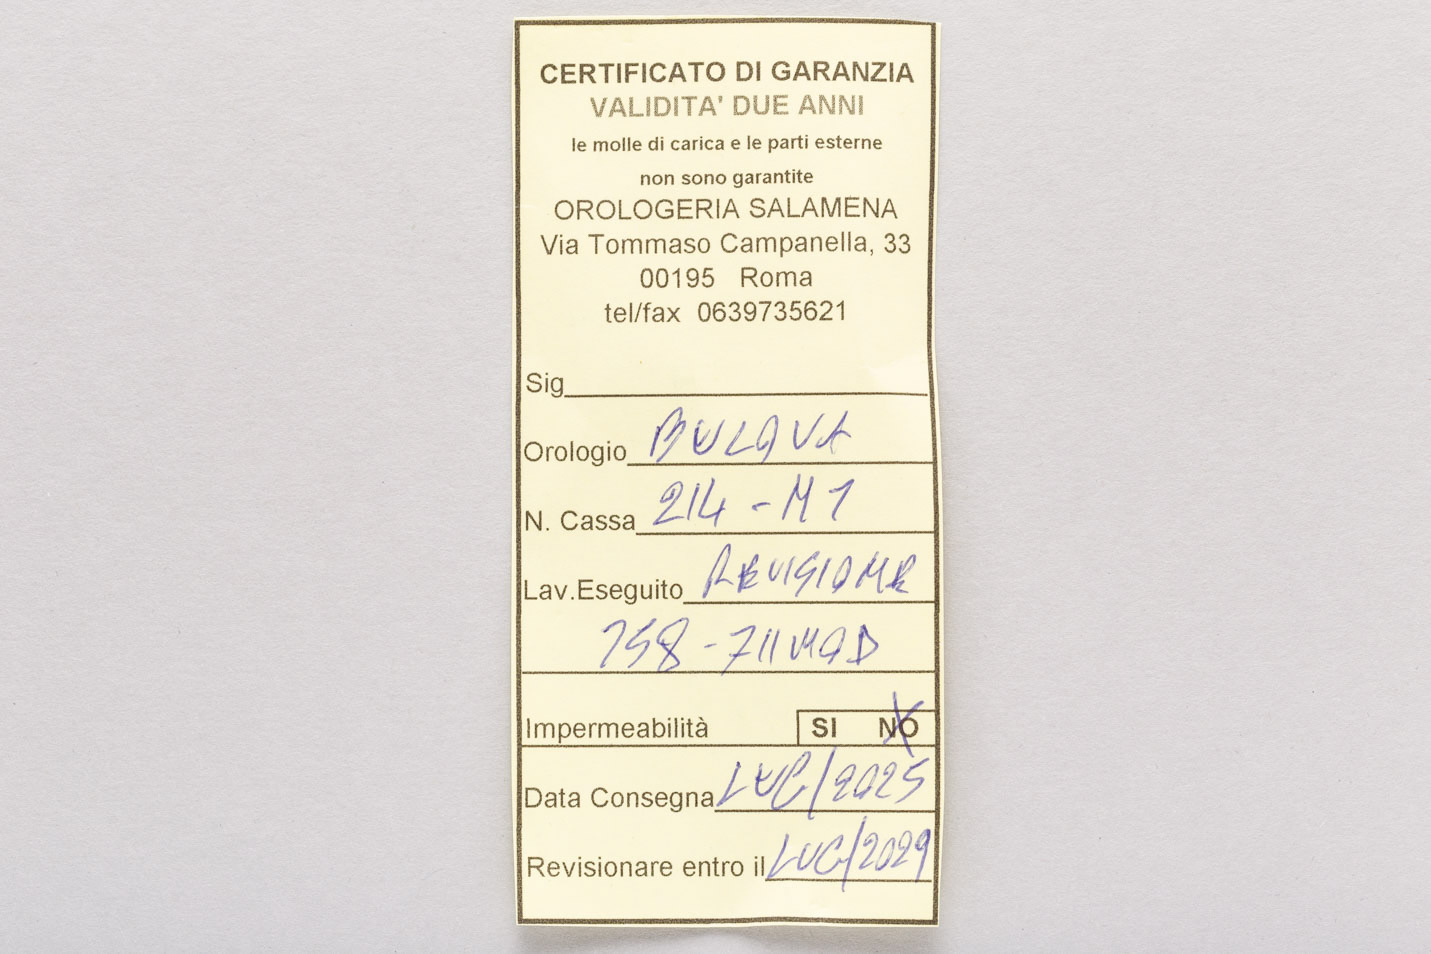 CERTIFICATO DI GARANZIA
VALIDITA' DUE ANNI
le molle di carica e le parti esterne
non sono garantite
OROLOGERIA SALAMENA
Via Tommaso Campanella, 33
00195 Roma
tel/fax 0639735621
Sig
Orologio BULOVA
N. Cassa 214-M1
Lav.Eseguito REVISIONE
Impermeabilità SI NO
Data Consegna LUG/2025
Revisionare entro il LUG/2029